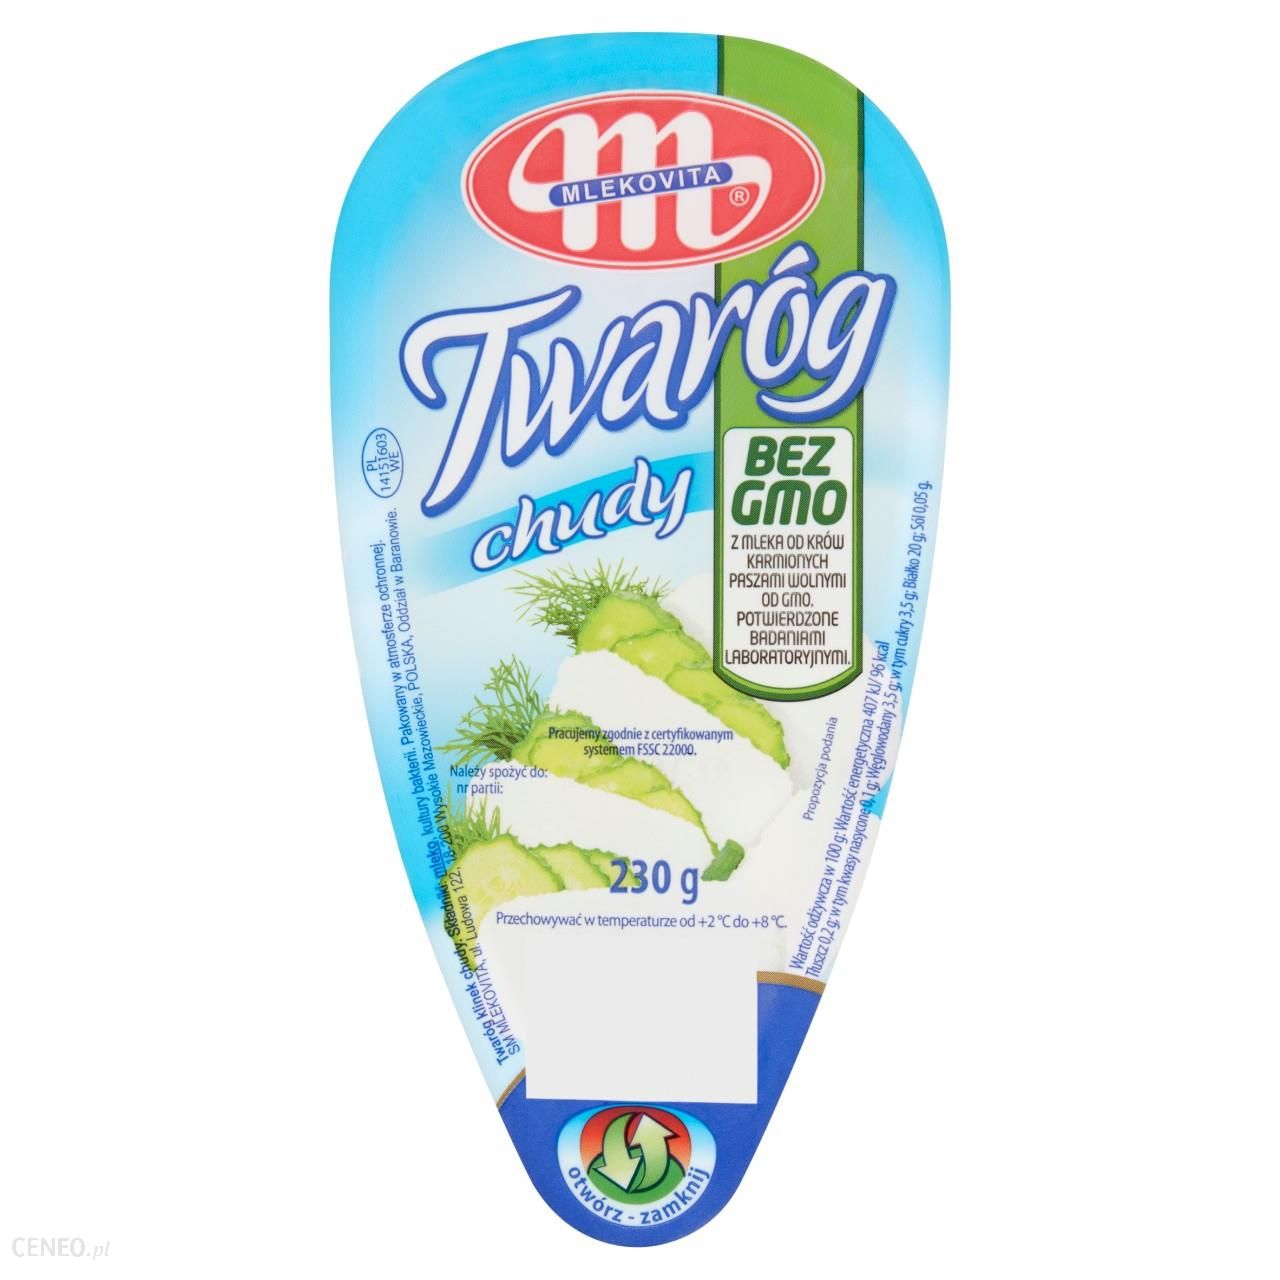 MLEKOVITA
®
Twaróg
chudy
BEZ
GMO
Z MLEKA OD KRÓW
KARMIONYCH
PASZAMI WOLNYMI
OD GMO.
POTWIERDZONE
BADANIAMI
LABORATORYJNYMI.
PL
14151603
WE
Twaróg klinek chudy. Składniki: mleko, kultury bakterii. Pakowany w atmosferze ochronnej.
SM MLEKOVITA, ul. Ludowa 122, 18-200 Wysokie Mazowieckie, POLSKA, Oddział w Baranowie.
Pracujemy zgodnie z certyfikowanym
systemem FSSC 22000.
Należy spożyć do:
nr partii:
Propozycja podania
230 g
Przechowywać w temperaturze od +2 °C do +8 °C.
Wartość odżywcza w 100 g: Wartość energetyczna 407 kJ/ 96 kcal
Tłuszcz 0,2 g; w tym kwasy nasycone 0,1 g; Węglowodany 3,5 g; w tym cukry 3,5 g; Białko 20 g; Sól 0,05 g.
otwórz - zamknij
CENEO.pl